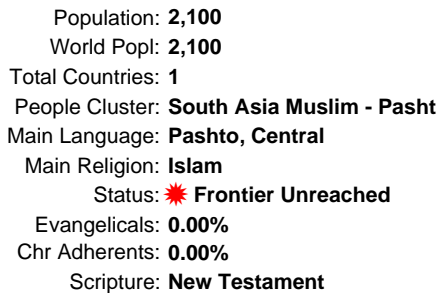 Population: 2,100
World Popl: 2,100
Total Countries: 1
People Cluster: South Asia Muslim - Pasht
Main Language: Pashto, Central
Main Religion: Islam
Status: Frontier Unreached
Evangelicals: 0.00%
Chr Adherents: 0.00%
Scripture: New Testament